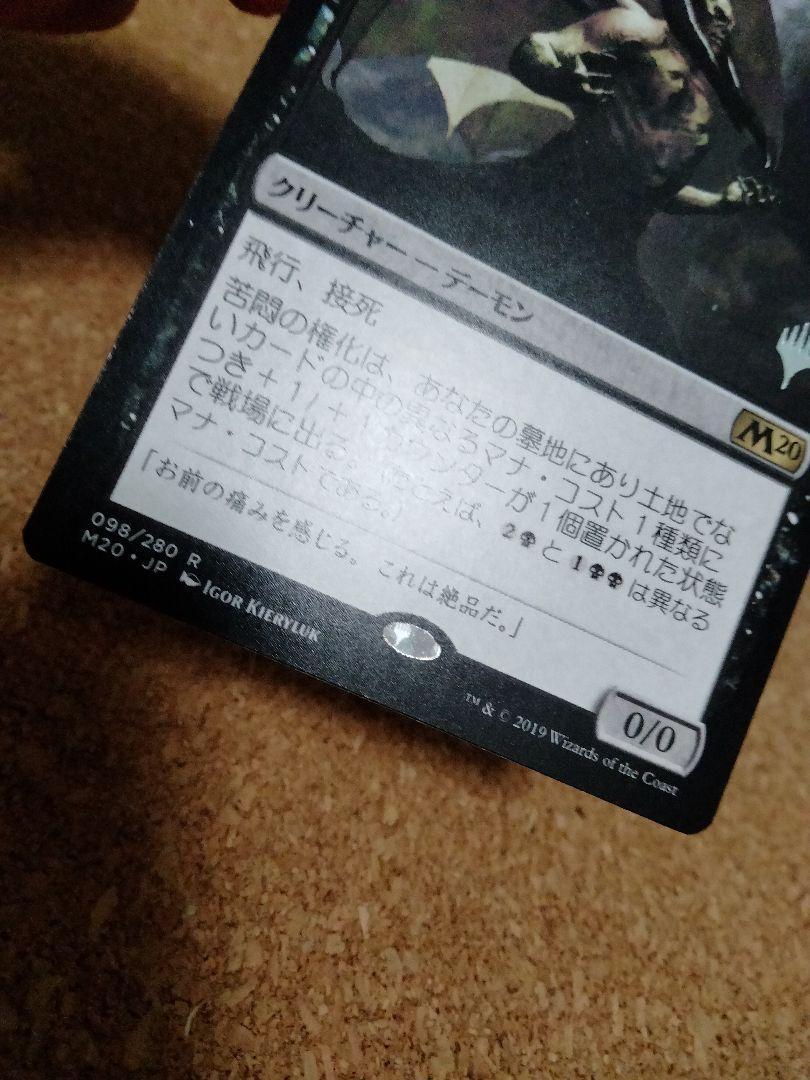 クリーチャー — デーモン
M20
飛行、接死
苦悶の権化は、あなたの墓地にあり土地でな
いカードの中の異なるマナ・コスト1種類に
つき+1/+1カウンターが1個置かれた状態
で戦場に出る。(たとえば、2と1は異なる
マナ・コストである。)
「お前の痛みを感じる。これは絶品だ。」
0/0
098/280 R
M20・JP IGOR KIERYLUK
™ & © 2019 Wizards of the Coast